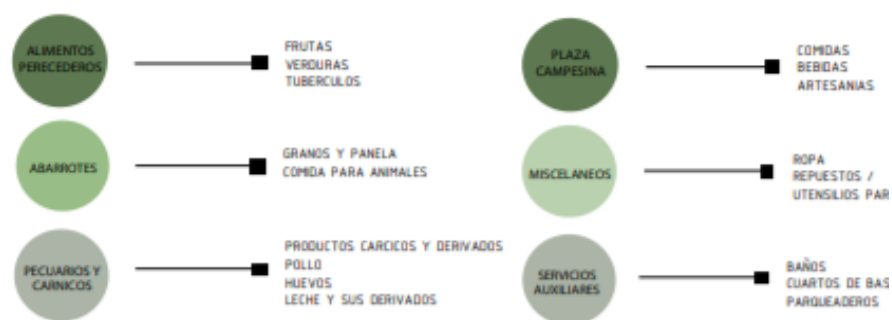 ALIMENTOS
PERECEDEROS
FRUTAS
VERDURAS
TUBERCULOS
ABARROTES
GRANOS Y PANELA
COMIDA PARA ANIMALES
PECUARIOS Y
CARNICOS
PRODUCTOS CARCICOS Y DERIVADOS
POLLO
HUEVOS
LECHE Y SUS DERIVADOS
PLAZA
CAMPESINA
COMIDAS
BEBIDAS
ARTESANIAS
MISCELANEOS
ROPA
REPUESTOS /
UTENSILIOS PAR
SERVICIOS
AUXILIARES
BAÑOS
CUARTOS DE BAS
PARQUEADEROS